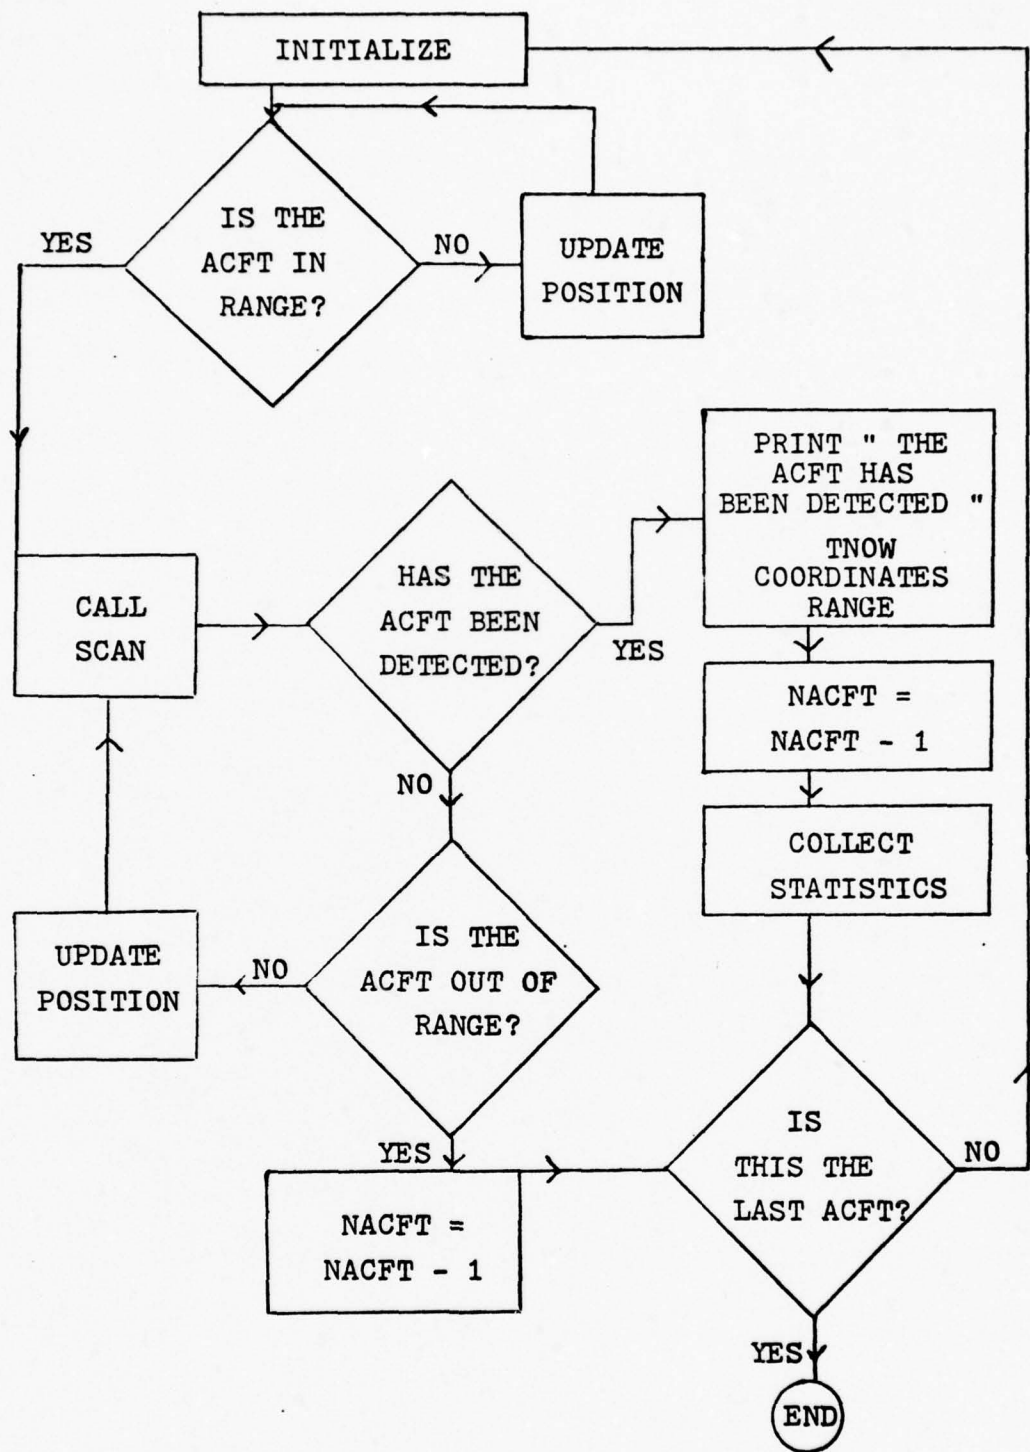 INITIALIZE
IS THE
ACFT IN
RANGE?
YES
NO
UPDATE
POSITION
PRINT " THE
ACFT HAS
BEEN DETECTED "
TNOW
COORDINATES
RANGE
CALL
SCAN
HAS THE
ACFT BEEN
DETECTED?
YES
NO
NACFT =
NACFT - 1
COLLECT
STATISTICS
UPDATE
POSITION
NO
IS THE
ACFT OUT OF
RANGE?
YES
NACFT =
NACFT - 1
IS
THIS THE
LAST ACFT?
NO
YES
END